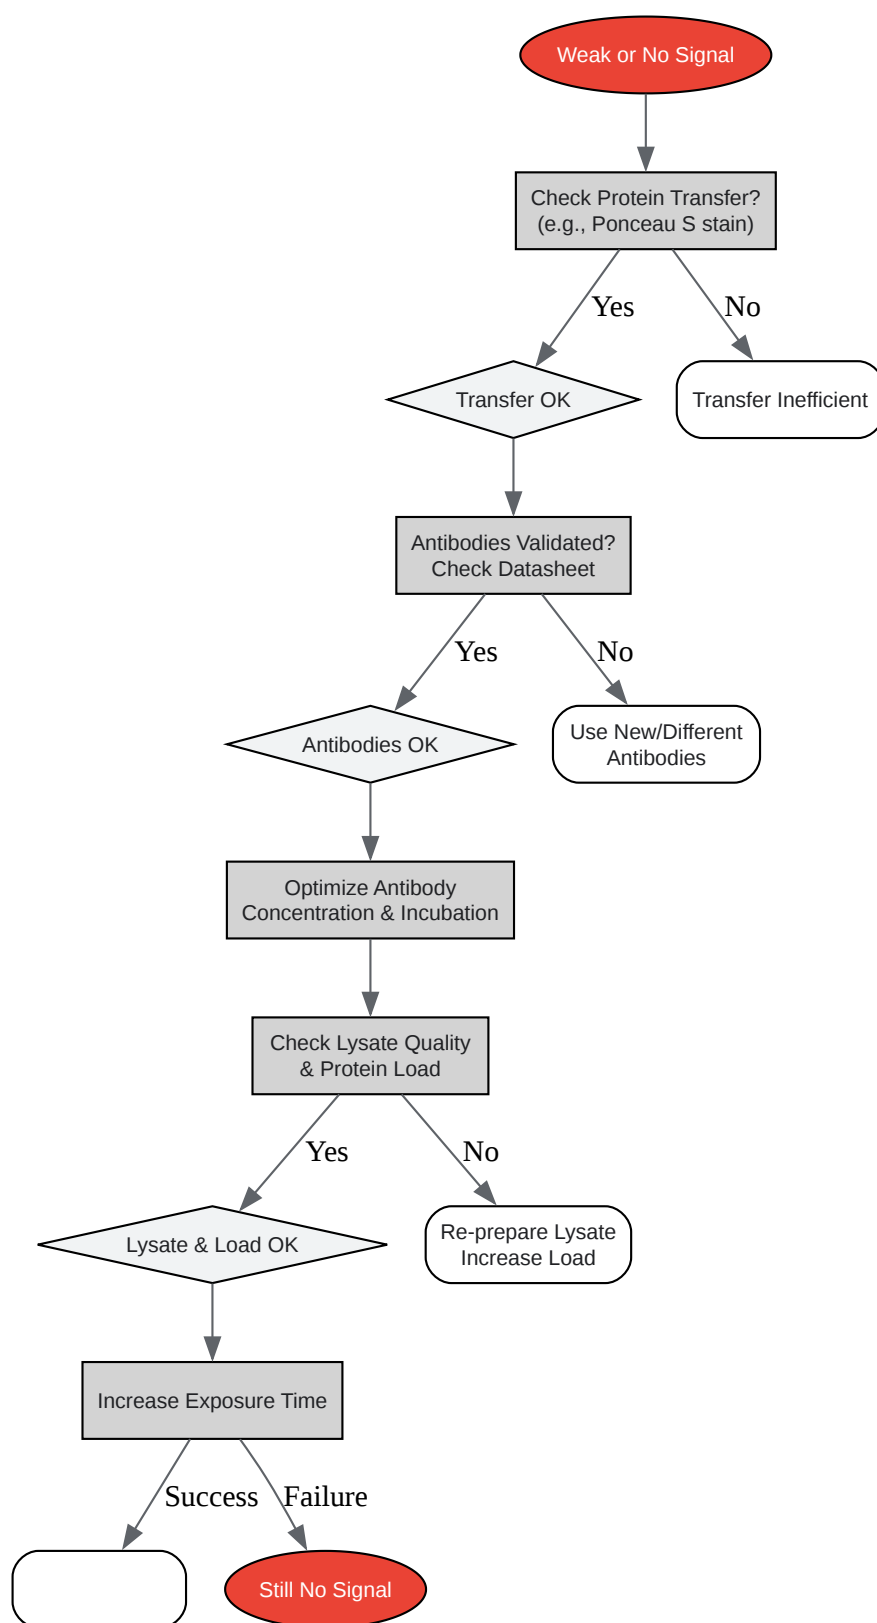 Weak or No Signal
Check Protein Transfer?
(e.g., Ponceau S stain)
Yes
No
Transfer OK
Transfer Inefficient
Antibodies Validated?
Check Datasheet
Yes
No
Antibodies OK
Use New/Different
Antibodies
Optimize Antibody
Concentration & Incubation
Check Lysate Quality
& Protein Load
Yes
No
Lysate & Load OK
Re-prepare Lysate
Increase Load
Increase Exposure Time
Success
Failure
Still No Signal